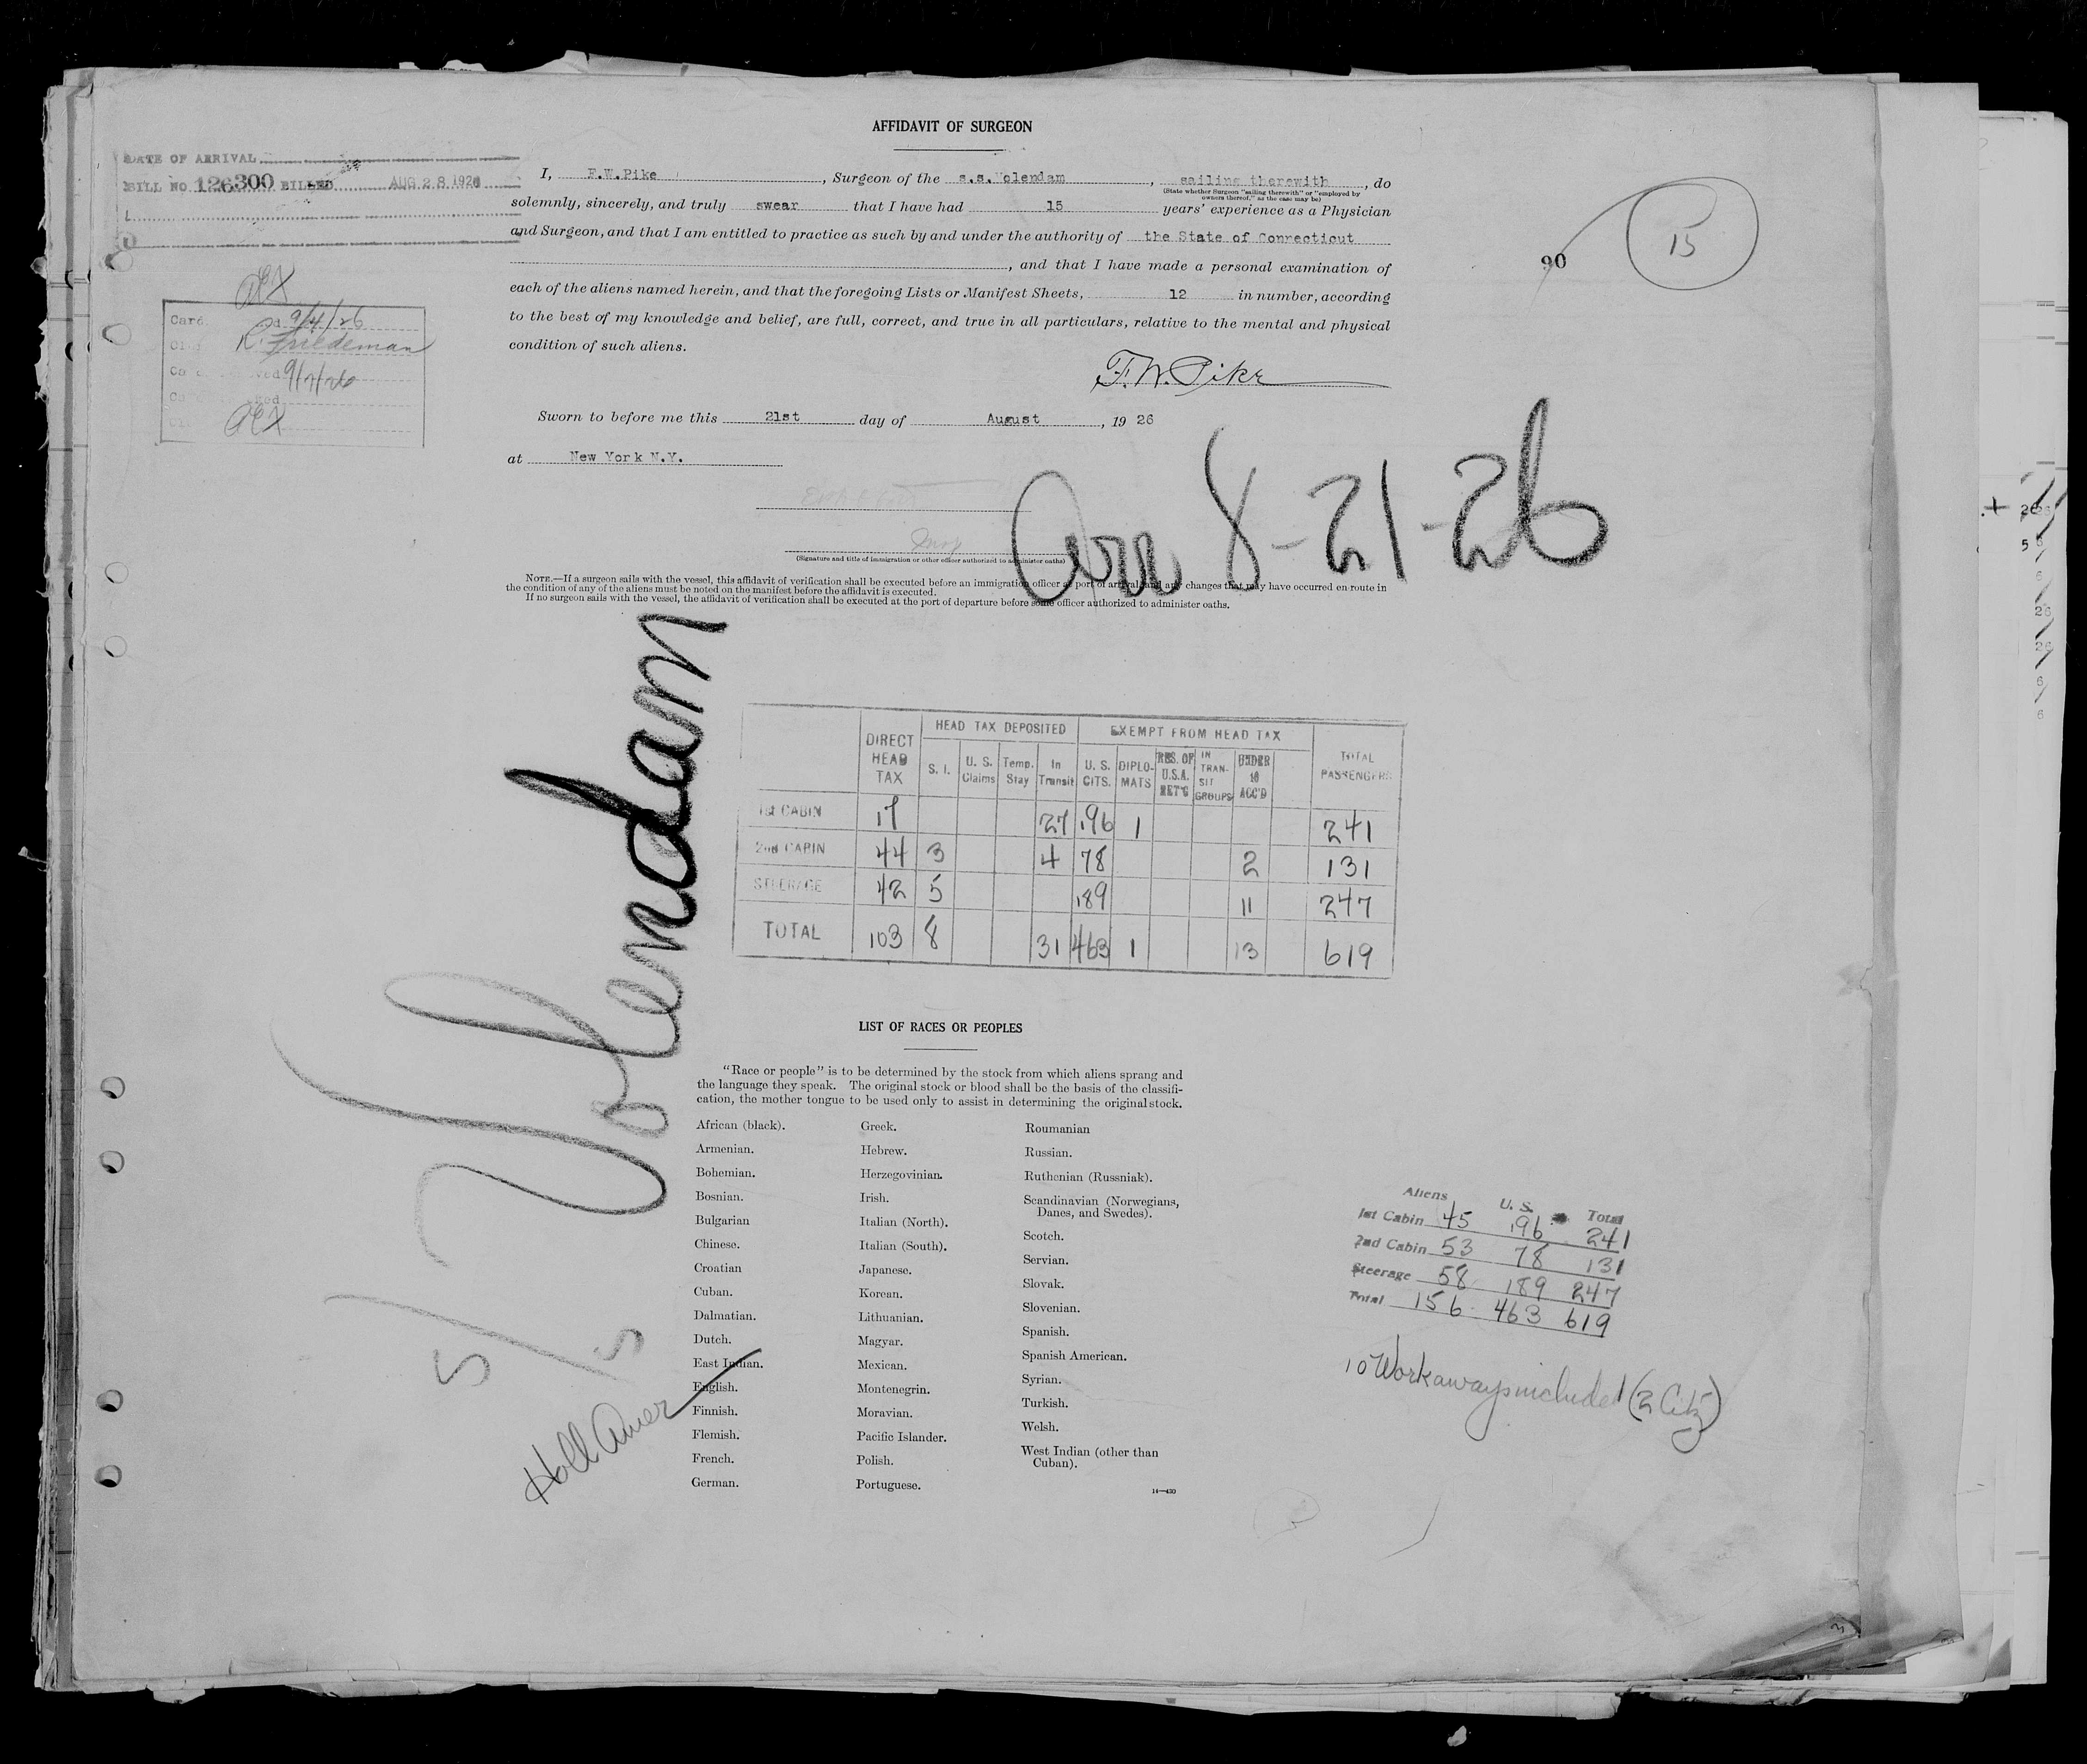 AFFIDAVIT OF SURGEON
DATE OF ARRIVAL
BILL NO. 126300 BILLED AUG 28 1926
I, F.W.Pike, Surgeon of the s.s.Volendam, sailing therewith, do
(State whether Surgeon "sailing therewith" or "employed by
owners thereof," as the case may be)
solemnly, sincerely, and truly swear that I have had 15 years' experience as a Physician
and Surgeon, and that I am entitled to practice as such by and under the authority of the State of Connecticut
, and that I have made a personal examination of
each of the aliens named herein, and that the foregoing Lists or Manifest Sheets, 12 in number, according
to the best of my knowledge and belief, are full, correct, and true in all particulars, relative to the mental and physical
condition of such aliens.
90
15
Card 9/4/26
R. Friedeman
F.W. Pike
Sworn to before me this 21st day of August, 19 26
at New York N.Y.
Insp
(Signature and title of immigration or other officer authorized to administer oaths)
Arr 8-21-26
NOTE.—If a surgeon sails with the vessel, this affidavit of verification shall be executed before an immigration officer at port of arrival and any changes that may have occurred en route in
the condition of any of the aliens must be noted on the manifest before the affidavit is executed.
If no surgeon sails with the vessel, the affidavit of verification shall be executed at the port of departure before some officer authorized to administer oaths.
S/S Volendam
Holl Amer
DIRECT HEAD TAX HEAD TAX DEPOSITED EXEMPT FROM HEAD TAX TOTAL PASSENGERS
S. I. U. S. Claims Temp. Stay In Transit U. S. CITS. DIPLO-MATS RES. OF U.S.A. RET'G IN TRAN-SIT GROUPS UNDER 16 ACC'D
1st CABIN 17 27 196 1 241
2nd CABIN 44 3 4 78 2 131
STEERAGE 42 5 189 11 247
TOTAL 103 8 31 463 1 13 619
LIST OF RACES OR PEOPLES
"Race or people" is to be determined by the stock from which aliens sprang and
the language they speak. The original stock or blood shall be the basis of the classifi-
cation, the mother tongue to be used only to assist in determining the original stock.
African (black).
Armenian.
Bohemian.
Bosnian.
Bulgarian
Chinese.
Croatian
Cuban.
Dalmatian.
Dutch.
East Indian.
English.
Finnish.
Flemish.
French.
German.
Greek.
Hebrew.
Herzegovinian.
Irish.
Italian (North).
Italian (South).
Japanese.
Korean.
Lithuanian.
Magyar.
Mexican.
Montenegrin.
Moravian.
Pacific Islander.
Polish.
Portuguese.
Roumanian
Russian.
Ruthenian (Russniak).
Scandinavian (Norwegians,
Danes, and Swedes).
Scotch.
Servian.
Slovak.
Slovenian.
Spanish.
Spanish American.
Syrian.
Turkish.
Welsh.
West Indian (other than
Cuban).
14—430
Aliens U. S. Total
1st Cabin 45 196 241
2nd Cabin 53 78 131
Steerage 58 189 247
Total 156 463 619
10 Workaways included (2 Citz)